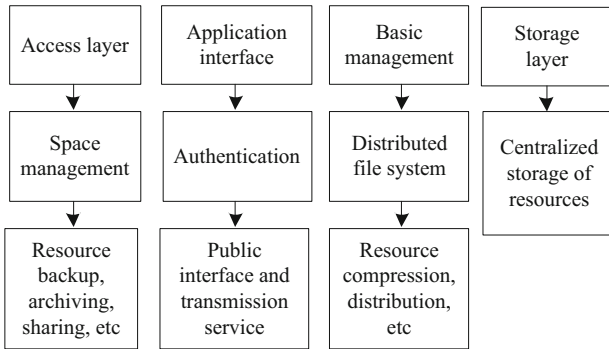 Access layer
Space
management
Resource
backup,
archiving,
sharing, etc
Application
interface
Authentication
Public
interface and
transmission
service
Basic
management
Distributed
file system
Resource
compression,
distribution,
etc
Storage
layer
Centralized
storage of
resources